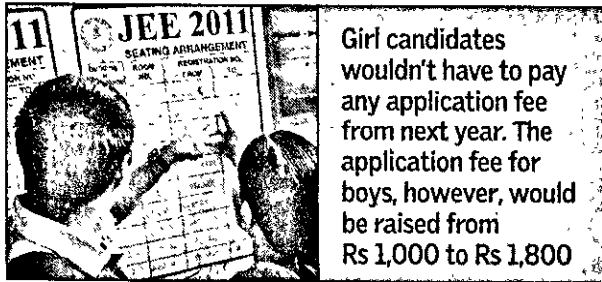 11
JEE 2011
SEATING ARRANGEMENT
ROOM
NO.
REGISTRATION NO.
FROM
TO
Girl candidates
wouldn't have to pay
any application fee
from next year. The
application fee for
boys, however, would
be raised from
Rs 1,000 to Rs 1,800